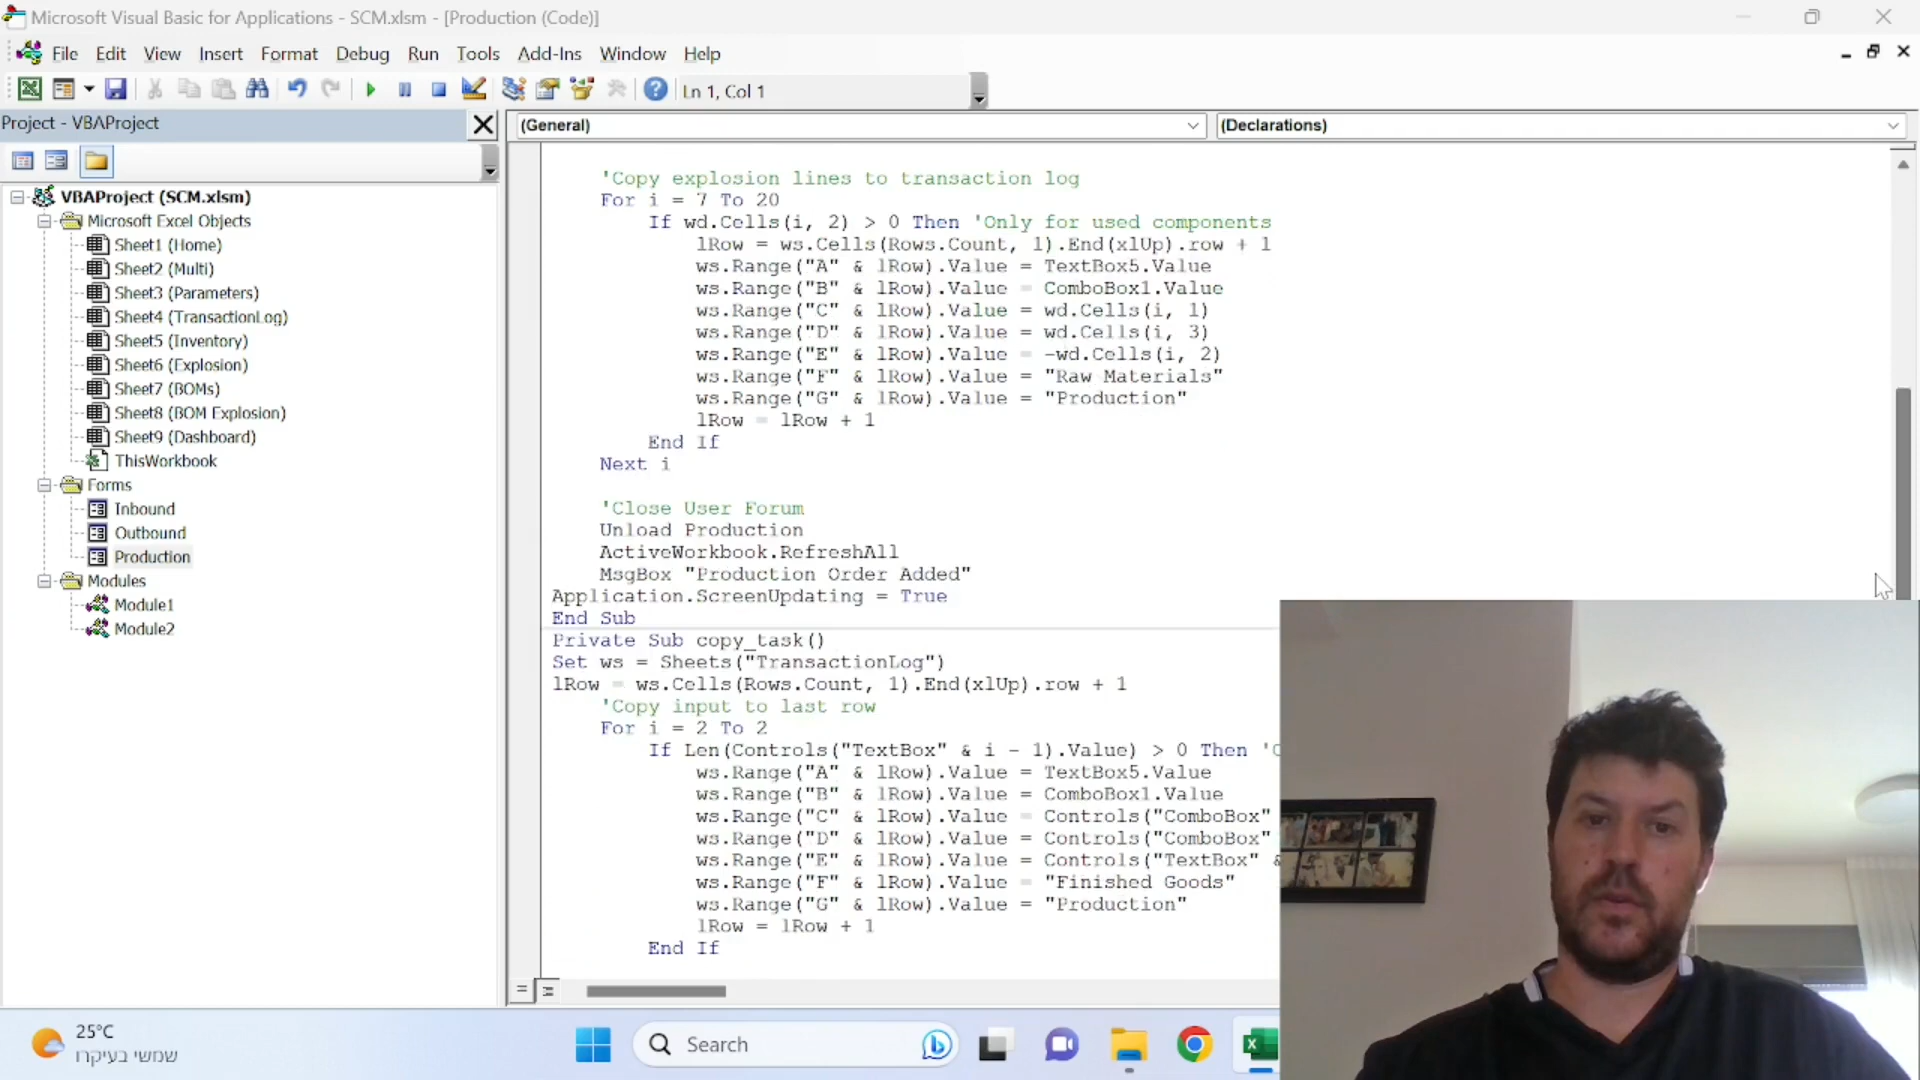 Microsoft Visual Basic for Applications - SCM.xlsm - [Production (Code)]
File Edit View Insert Format Debug Run Tools Add-Ins Window Help
Ln 1, Col 1
Project - VBAProject
(General)
(Declarations)
VBAProject (SCM.xlsm)
Microsoft Excel Objects
Sheet1 (Home)
Sheet2 (Multi)
Sheet3 (Parameters)
Sheet4 (TransactionLog)
Sheet5 (Inventory)
Sheet6 (Explosion)
Sheet7 (BOMs)
Sheet8 (BOM Explosion)
Sheet9 (Dashboard)
ThisWorkbook
Forms
Inbound
Outbound
Production
Modules
Module1
Module2
'Copy explosion lines to transaction log
For i = 7 To 20
If wd.Cells(i, 2) > 0 Then 'Only for used components
lRow = ws.Cells(Rows.Count, 1).End(xlUp).row + 1
ws.Range("A" & lRow).Value = TextBox5.Value
ws.Range("B" & lRow).Value = ComboBox1.Value
ws.Range("C" & lRow).Value = wd.Cells(i, 1)
ws.Range("D" & lRow).Value = wd.Cells(i, 3)
ws.Range("E" & lRow).Value = -wd.Cells(i, 2)
ws.Range("F" & lRow).Value = "Raw Materials"
ws.Range("G" & lRow).Value = "Production"
lRow = lRow + 1
End If
Next i
'Close User Forum
Unload Production
ActiveWorkbook.RefreshAll
MsgBox "Production Order Added"
Application.ScreenUpdating = True
End Sub
Private Sub copy_task()
Set ws = Sheets("TransactionLog")
lRow = ws.Cells(Rows.Count, 1).End(xlUp).row + 1
'Copy input to last row
For i = 2 To 2
If Len(Controls("TextBox" & i - 1).Value) > 0 Then '
ws.Range("A" & lRow).Value = TextBox5.Value
ws.Range("B" & lRow).Value = ComboBox1.Value
ws.Range("C" & lRow).Value = Controls("ComboBox"
ws.Range("D" & lRow).Value = Controls("ComboBox"
ws.Range("E" & lRow).Value = Controls("TextBox" &
ws.Range("F" & lRow).Value = "Finished Goods"
ws.Range("G" & lRow).Value = "Production"
lRow = lRow + 1
End If
25°C
שמשי בעיקרו
Search